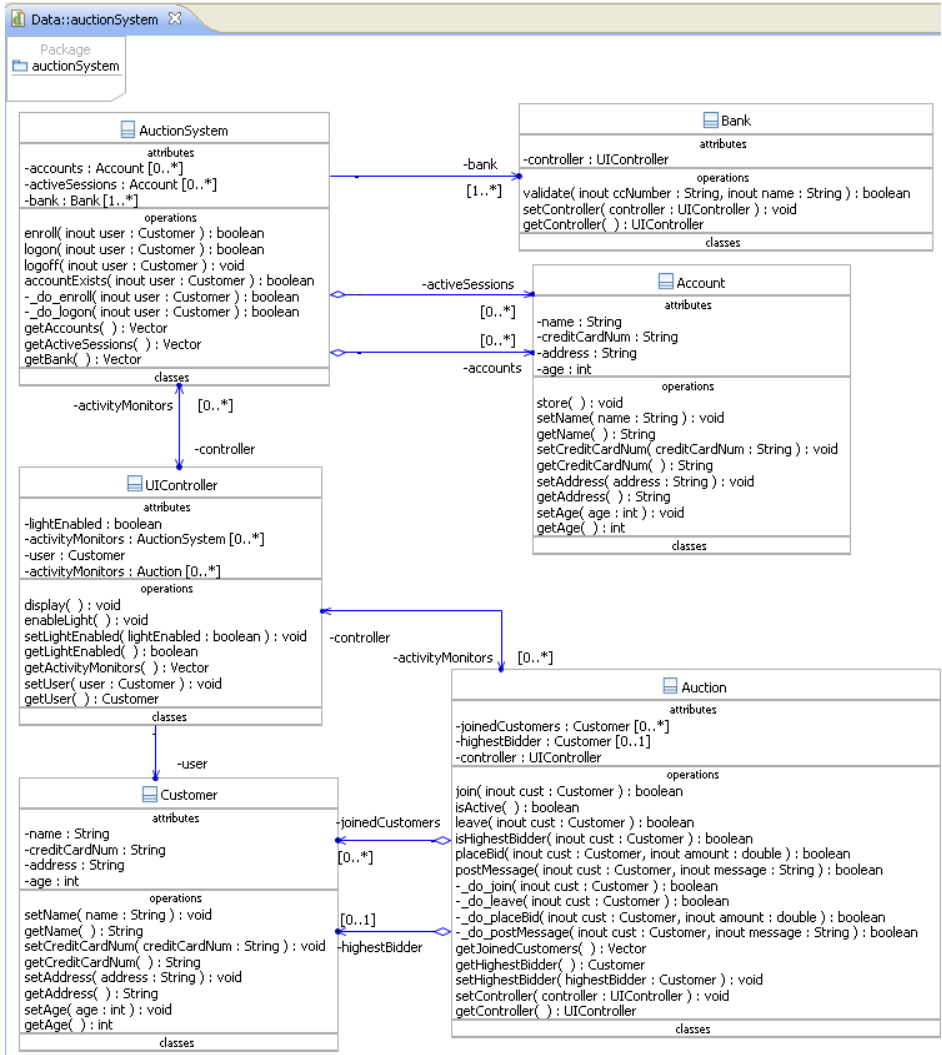 Data::auctionSystem
Package
auctionSystem
AuctionSystem
attributes
-accounts : Account [0..*]
-activeSessions : Account [0..*]
-bank : Bank [1..*]
operations
enroll( inout user : Customer ) : boolean
logon( inout user : Customer ) : boolean
logoff( inout user : Customer ) : void
accountExists( inout user : Customer ) : boolean
-_do_enroll( inout user : Customer ) : boolean
-_do_logon( inout user : Customer ) : boolean
getAccounts( ) : Vector
getActiveSessions( ) : Vector
getBank( ) : Vector
classes
-bank
[1..*]
Bank
attributes
-controller : UIController
operations
validate( inout ccNumber : String, inout name : String ) : boolean
setController( controller : UIController ) : void
getController( ) : UIController
classes
-activeSessions
[0..*]
[0..*]
-accounts
Account
attributes
-name : String
-creditCardNum : String
-address : String
-age : int
operations
store( ) : void
setName( name : String ) : void
getName( ) : String
setCreditCardNum( creditCardNum : String ) : void
getCreditCardNum( ) : String
setAddress( address : String ) : void
getAddress( ) : String
setAge( age : int ) : void
getAge( ) : int
classes
-activityMonitors [0..*]
-controller
UIController
attributes
-lightEnabled : boolean
-activityMonitors : AuctionSystem [0..*]
-user : Customer
-activityMonitors : Auction [0..*]
operations
display( ) : void
enableLight( ) : void
setLightEnabled( lightEnabled : boolean ) : void
getLightEnabled( ) : boolean
getActivityMonitors( ) : Vector
setUser( user : Customer ) : void
getUser( ) : Customer
classes
-controller
-activityMonitors [0..*]
-user
Customer
attributes
-name : String
-creditCardNum : String
-address : String
-age : int
operations
setName( name : String ) : void
getName( ) : String
setCreditCardNum( creditCardNum : String ) : void
getCreditCardNum( ) : String
setAddress( address : String ) : void
getAddress( ) : String
setAge( age : int ) : void
getAge( ) : int
classes
-joinedCustomers
[0..*]
[0..1]
-highestBidder
Auction
attributes
-joinedCustomers : Customer [0..*]
-highestBidder : Customer [0..1]
-controller : UIController
operations
join( inout cust : Customer ) : boolean
isActive( ) : boolean
leave( inout cust : Customer ) : boolean
isHighestBidder( inout cust : Customer ) : boolean
placeBid( inout cust : Customer, inout amount : double ) : boolean
postMessage( inout cust : Customer, inout message : String ) : boolean
-_do_join( inout cust : Customer ) : boolean
-_do_leave( inout cust : Customer ) : boolean
-_do_placeBid( inout cust : Customer, inout amount : double ) : boolean
-_do_postMessage( inout cust : Customer, inout message : String ) : boolean
getJoinedCustomers( ) : Vector
getHighestBidder( ) : Customer
setHighestBidder( highestBidder : Customer ) : void
setController( controller : UIController ) : void
getController( ) : UIController
classes